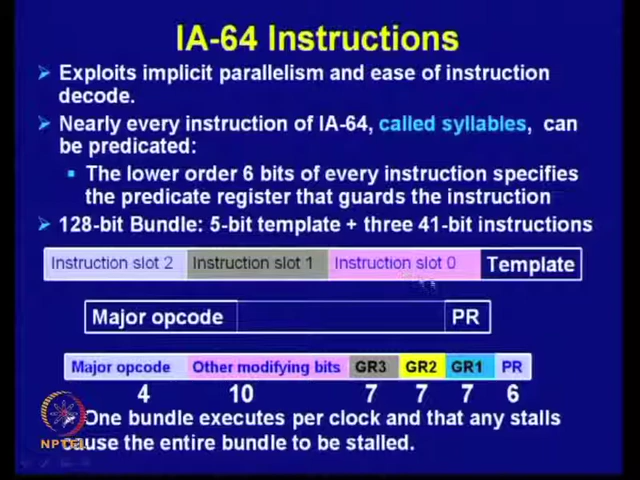 IA-64 Instructions
Exploits implicit parallelism and ease of instruction
decode.
Nearly every instruction of IA-64, called syllables, can
be predicated:
The lower order 6 bits of every instruction specifies
the predicate register that guards the instruction
128-bit Bundle: 5-bit template + three 41-bit instructions
Instruction slot 2 Instruction slot 1 Instruction slot 0 Template
Major opcode PR
Major opcode Other modifying bits GR3 GR2 GR1 PR
4 10 7 7 7 6
One bundle executes per clock and that any stalls
the entire bundle to be stalled.
NPTEL